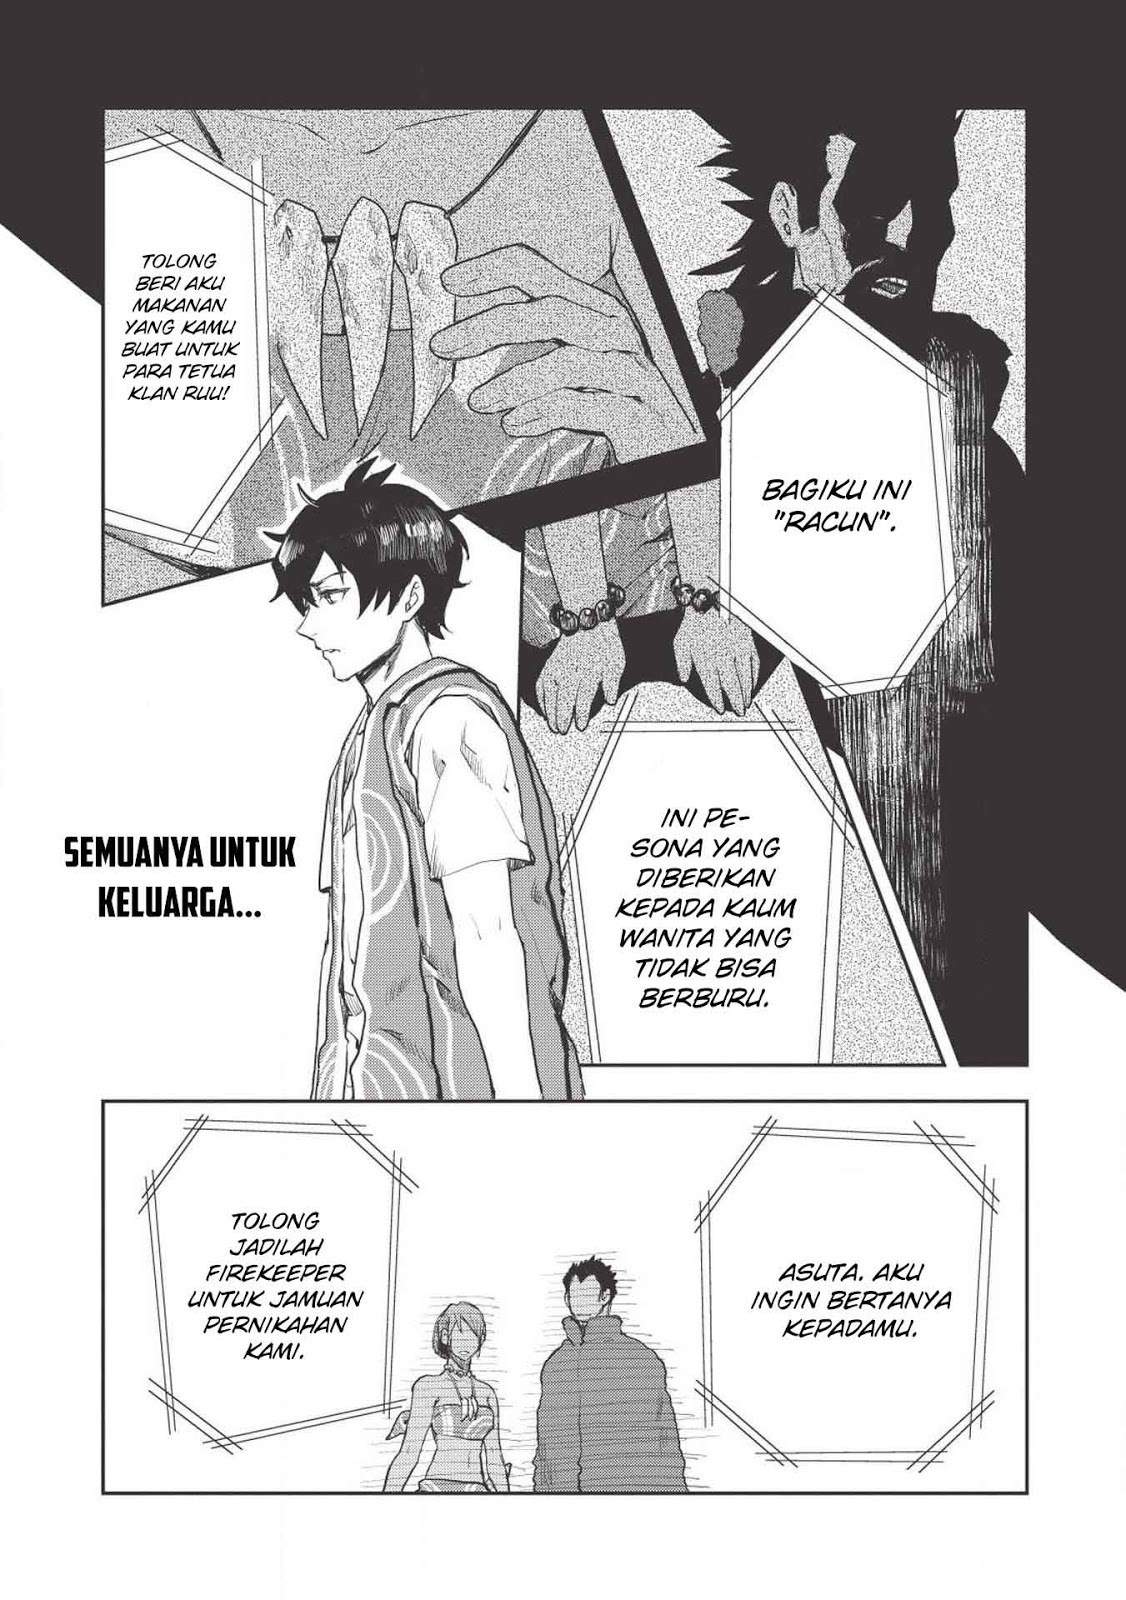 BAGIKU INI
"RACUN".
TOLONG
BERI AKU
MAKANAN
YANG KAMU
BUAT UNTUK
PARA TETUA
KLAN RUU!
INI PE-
SONA YANG
DIBERIKAN
KEPADA KAUM
WANITA YANG
TIDAK BISA
BERBURU.
SEMUANYA UNTUK
KELUARGA...
ASUTA. AKU
INGIN BERTANYA
KEPADAMU.
TOLONG
JADILAH
FIREKEEPER
UNTUK JAMUAN
PERNIKAHAN
KAMI.